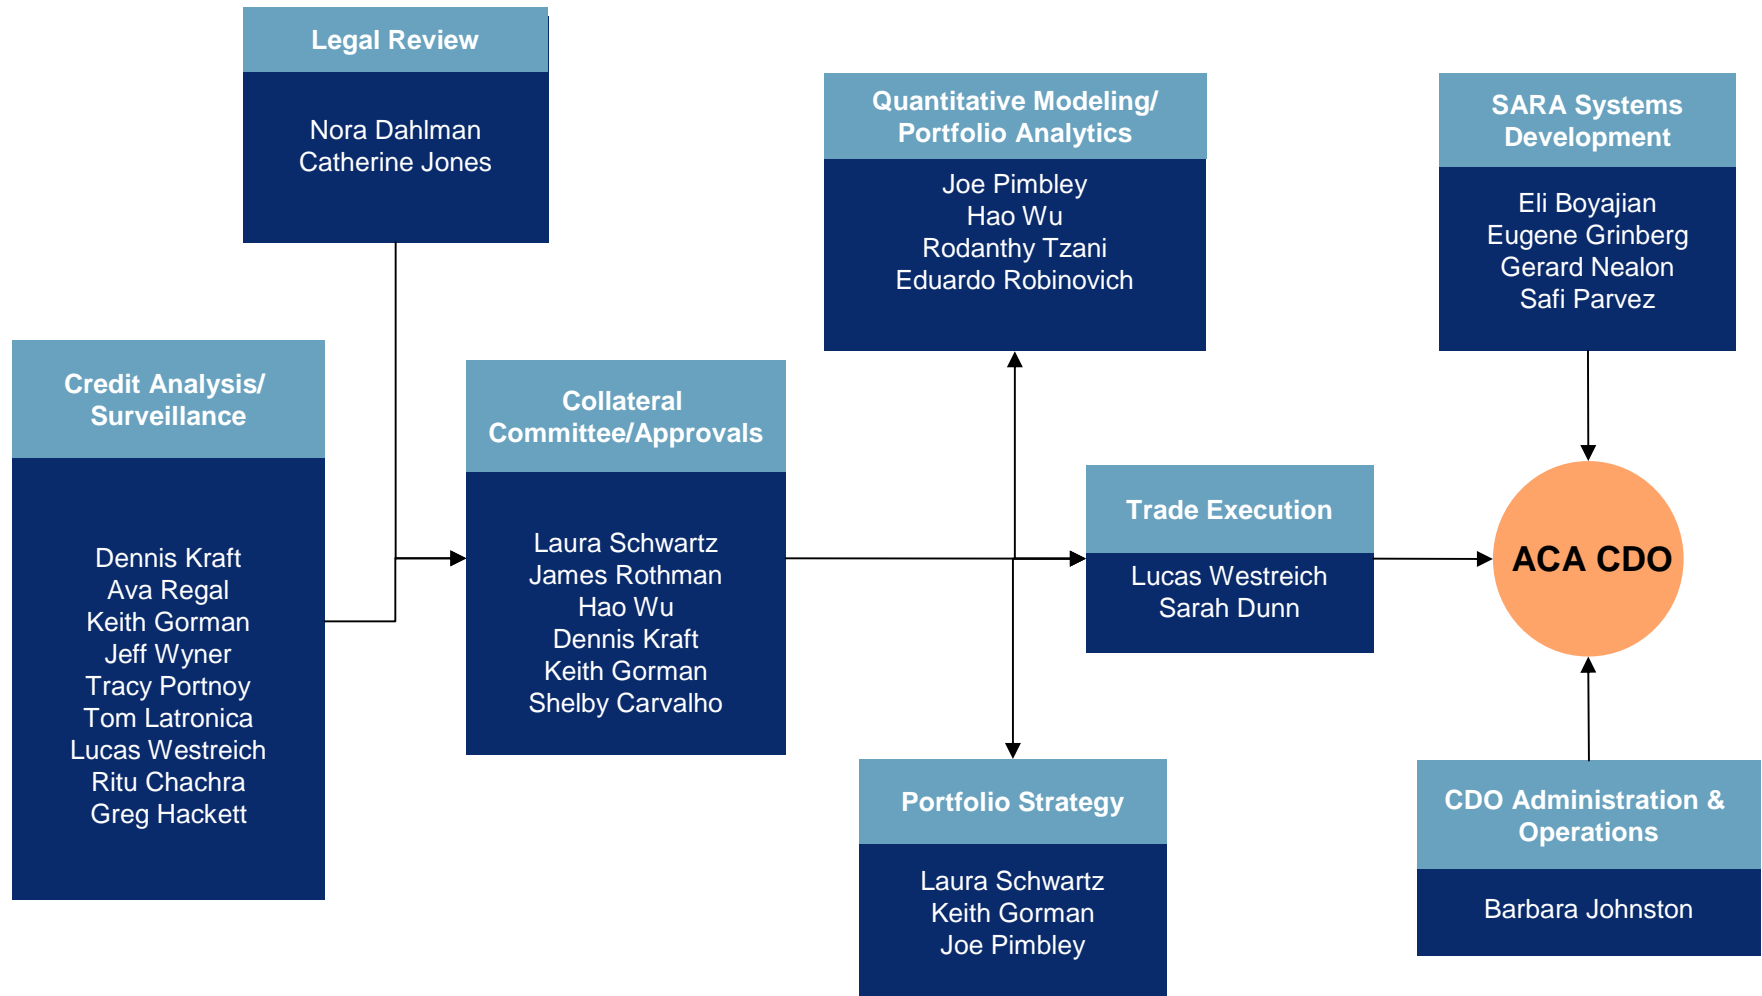 Legal Review
Nora Dahlman
Catherine Jones
Credit Analysis/
Surveillance
Dennis Kraft
Ava Regal
Keith Gorman
Jeff Wyner
Tracy Portnoy
Tom Latronica
Lucas Westreich
Ritu Chachra
Greg Hackett
Collateral
Committee/Approvals
Laura Schwartz
James Rothman
Hao Wu
Dennis Kraft
Keith Gorman
Shelby Carvalho
Quantitative Modeling/
Portfolio Analytics
Joe Pimbley
Hao Wu
Rodanthy Tzani
Eduardo Robinovich
Trade Execution
Lucas Westreich
Sarah Dunn
Portfolio Strategy
Laura Schwartz
Keith Gorman
Joe Pimbley
SARA Systems
Development
Eli Boyajian
Eugene Grinberg
Gerard Nealon
Safi Parvez
ACA CDO
CDO Administration &
Operations
Barbara Johnston